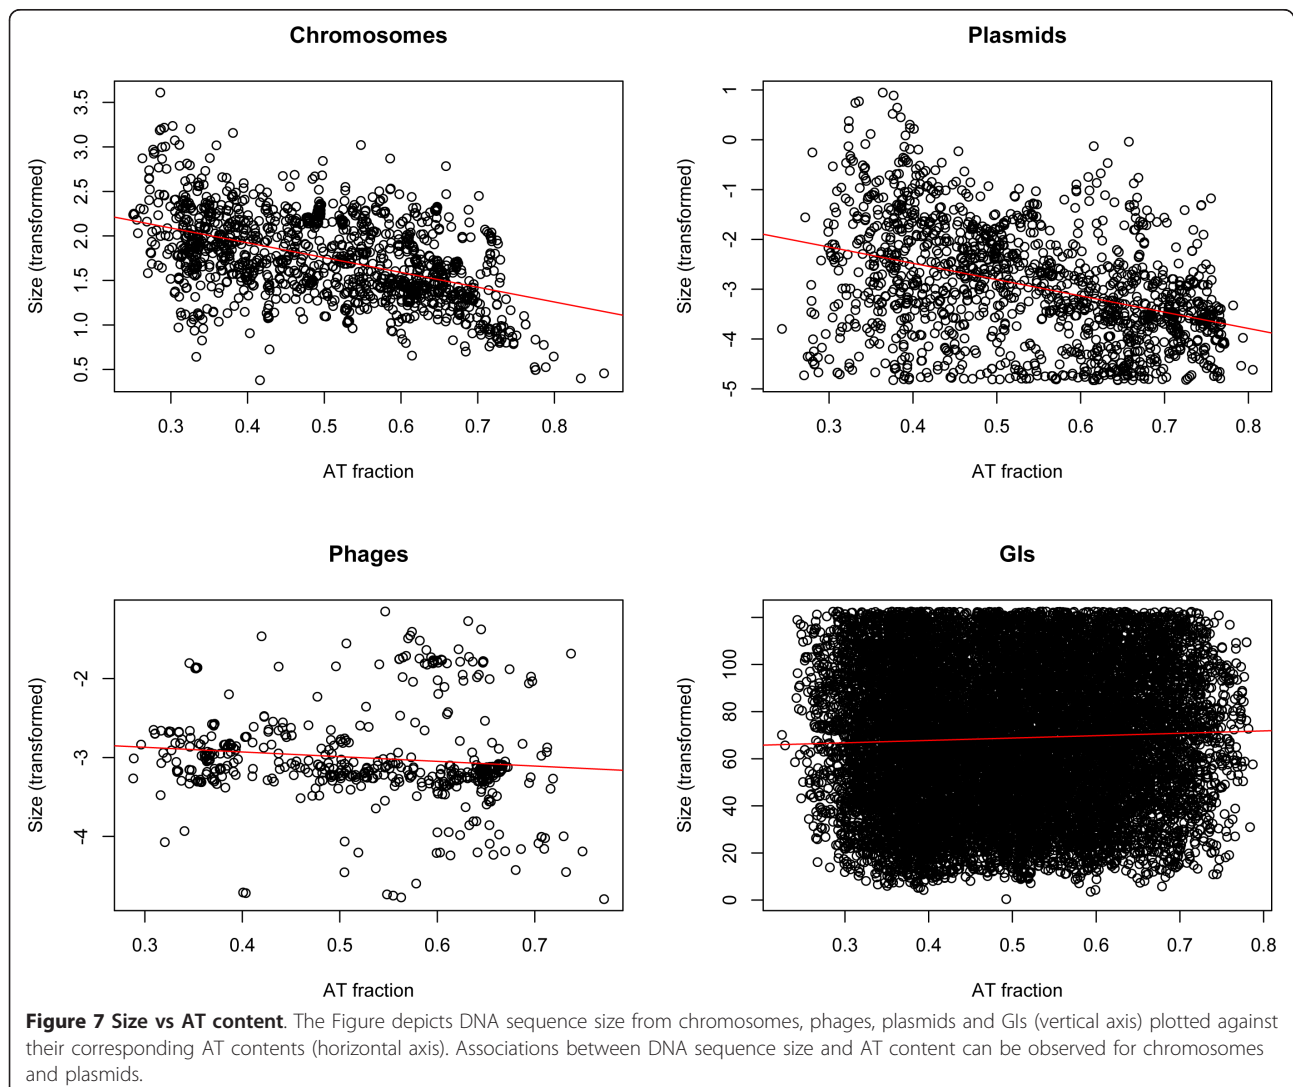 Chromosomes
Size (transformed)
3.5
3.0
2.5
2.0
1.5
1.0
0.5
0.3 0.4 0.5 0.6 0.7 0.8
AT fraction
Plasmids
Size (transformed)
1
0
-1
-2
-3
-4
-5
0.3 0.4 0.5 0.6 0.7 0.8
AT fraction
Phages
Size (transformed)
-2
-3
-4
0.3 0.4 0.5 0.6 0.7
AT fraction
GIs
Size (transformed)
100
80
60
40
20
0
0.3 0.4 0.5 0.6 0.7 0.8
AT fraction
Figure 7 Size vs AT content. The Figure depicts DNA sequence size from chromosomes, phages, plasmids and GIs (vertical axis) plotted against
their corresponding AT contents (horizontal axis). Associations between DNA sequence size and AT content can be observed for chromosomes
and plasmids.